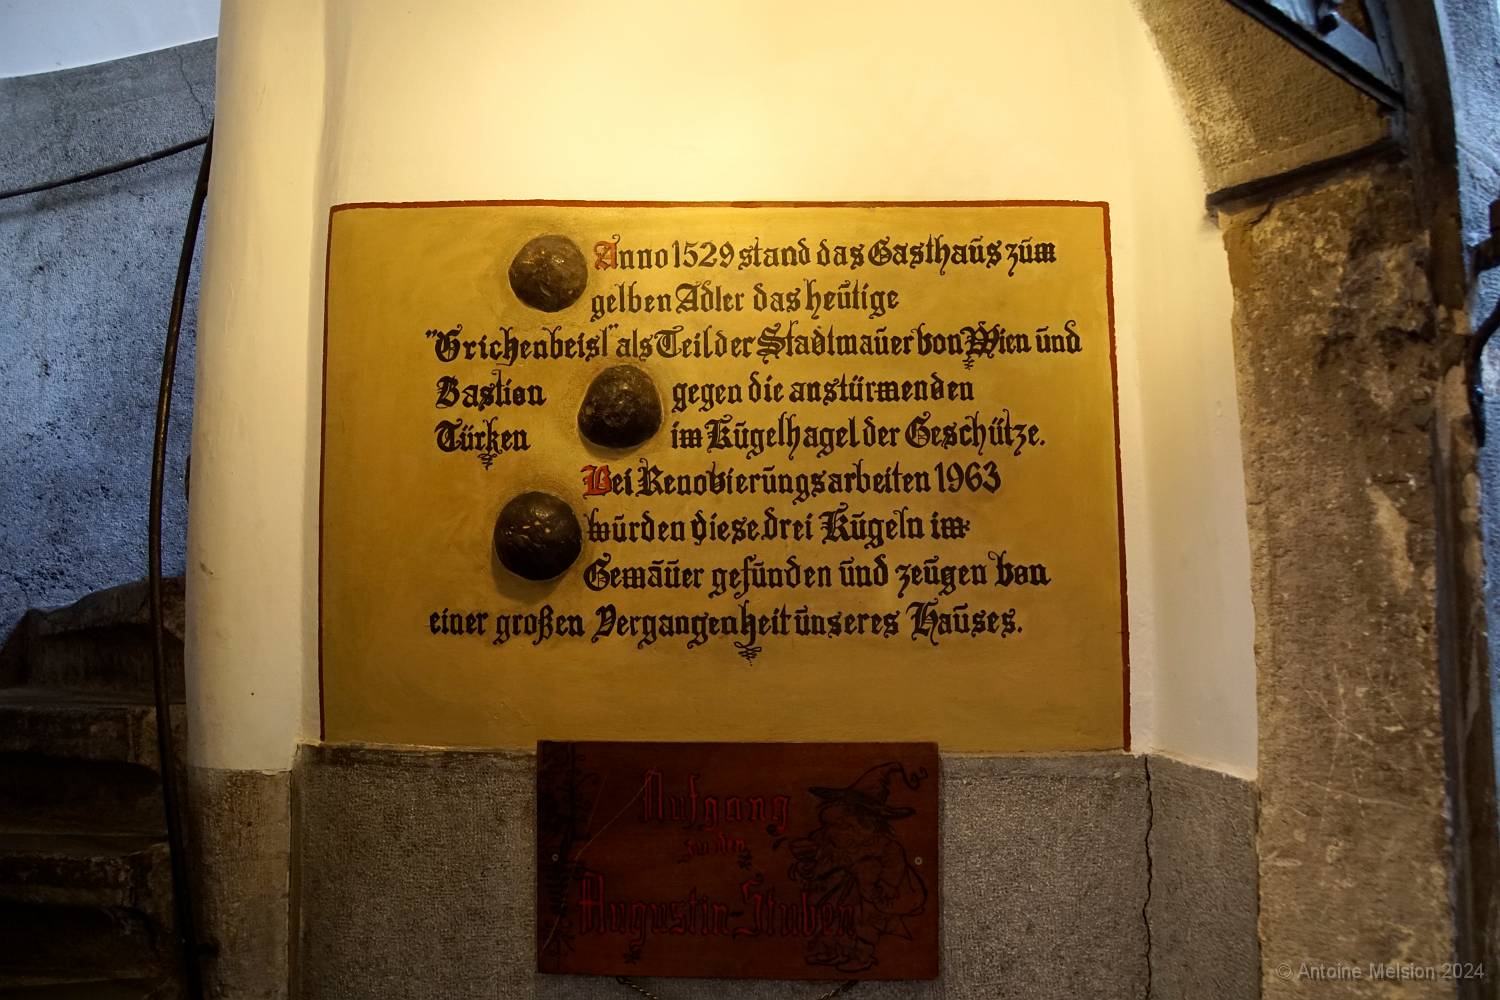 Anno 1529 stand das Gasthaus zum
gelben Adler das heutige
"Grichenbeisl" als Teil der Stadtmauer von Wien und
Bastion gegen die anstürmenden
Türken im Kugelhagel der Geschütze.
Bei Renovierungsarbeiten 1963
wurden diese drei Kugeln im
Gemäuer gefunden und zeugen von
einer großen Vergangenheit unseres Hauses.
Aufgang
zu den
Augustin-Stuben
© Antoine Melsion 2024